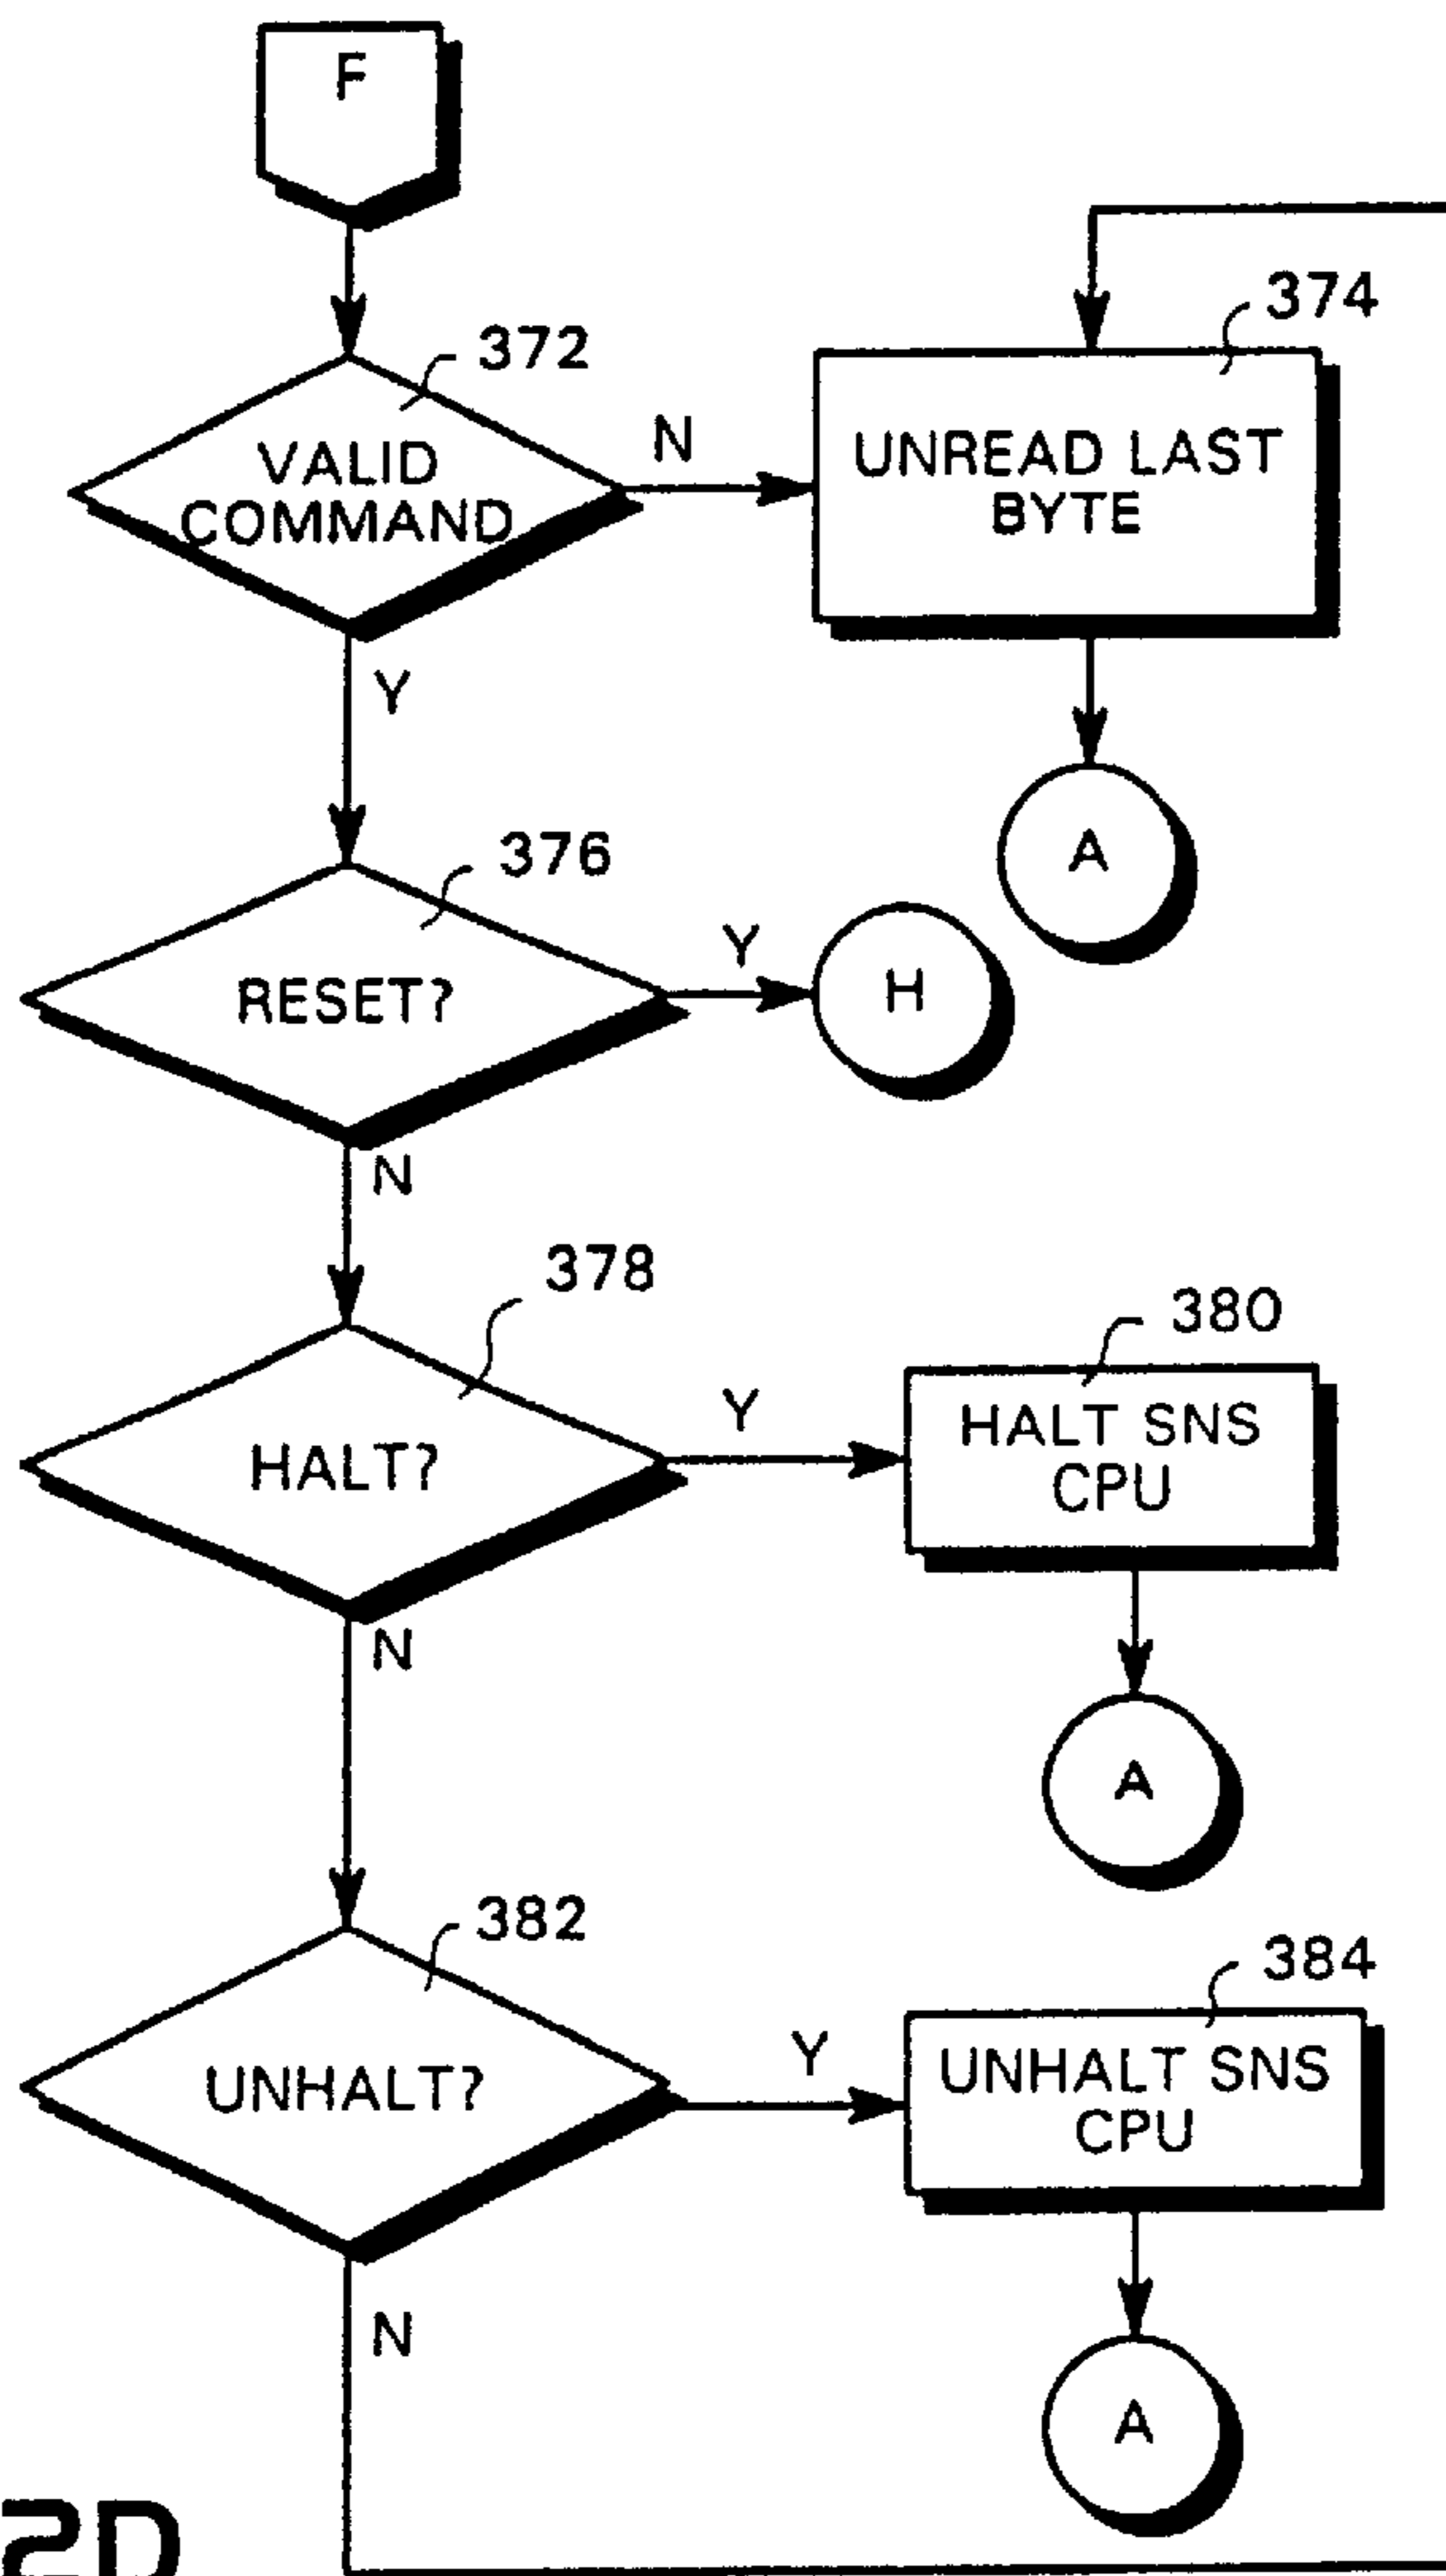 F
372
374
VALID
COMMAND
N
UNREAD LAST
BYTE
Y
A
376
RESET?
Y
H
N
378
380
HALT?
Y
HALT SNS
CPU
N
A
382
384
UNHALT?
Y
UNHALT SNS
CPU
N
A
2D